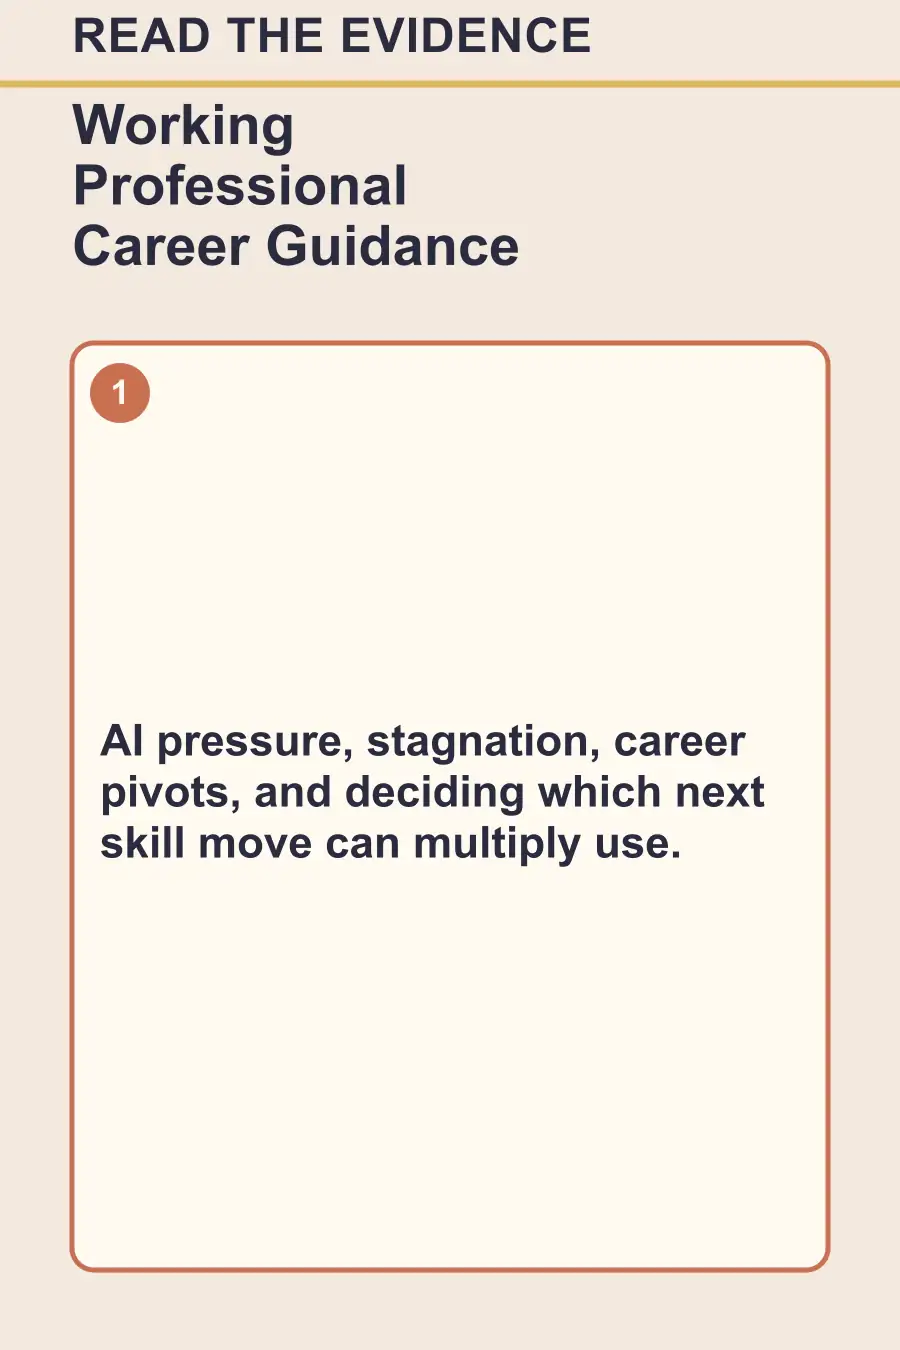 READ THE EVIDENCE
Working
Professional
Career Guidance
1
AI pressure, stagnation, career
pivots, and deciding which next
skill move can multiply use.